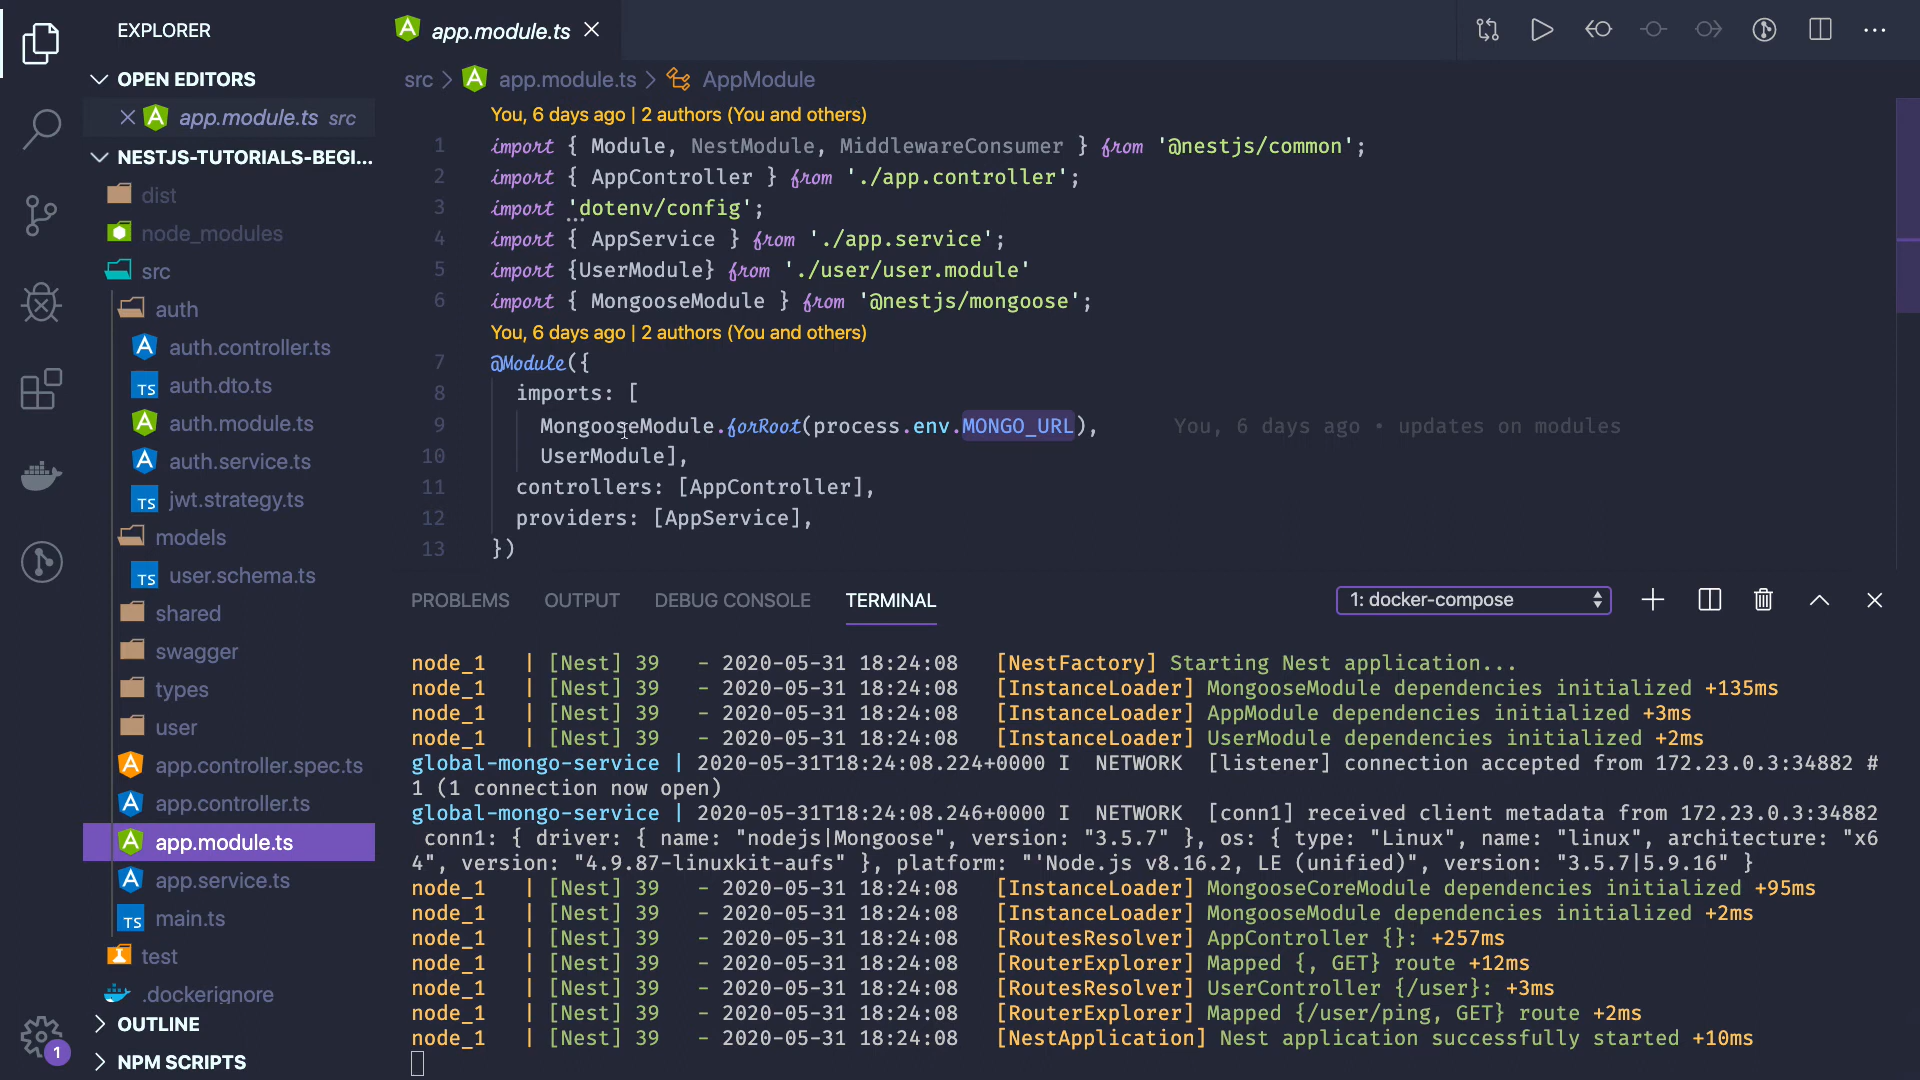 EXPLORER
OPEN EDITORS
app.module.ts src
NESTJS-TUTORIALS-BEGI...
dist
node_modules
src
auth
auth.controller.ts
auth.dto.ts
auth.module.ts
auth.service.ts
jwt.strategy.ts
models
user.schema.ts
shared
swagger
types
user
app.controller.spec.ts
app.controller.ts
app.module.ts
app.service.ts
main.ts
test
.dockerignore
OUTLINE
NPM SCRIPTS
1
app.module.ts
src > app.module.ts > AppModule
You, 6 days ago | 2 authors (You and others)
1 import { Module, NestModule, MiddlewareConsumer } from '@nestjs/common';
2 import { AppController } from './app.controller';
3 import 'dotenv/config';
4 import { AppService } from './app.service';
5 import {UserModule} from './user/user.module'
6 import { MongooseModule } from '@nestjs/mongoose';
You, 6 days ago | 2 authors (You and others)
7 @Module({
8 imports: [
9 MongooseModule.forRoot(process.env.MONGO_URL), You, 6 days ago • updates on modules
10 UserModule],
11 controllers: [AppController],
12 providers: [AppService],
13 })
PROBLEMS OUTPUT DEBUG CONSOLE TERMINAL 1: docker-compose
node_1 | [Nest] 39 - 2020-05-31 18:24:08 [NestFactory] Starting Nest application...
node_1 | [Nest] 39 - 2020-05-31 18:24:08 [InstanceLoader] MongooseModule dependencies initialized +135ms
node_1 | [Nest] 39 - 2020-05-31 18:24:08 [InstanceLoader] AppModule dependencies initialized +3ms
node_1 | [Nest] 39 - 2020-05-31 18:24:08 [InstanceLoader] UserModule dependencies initialized +2ms
global-mongo-service | 2020-05-31T18:24:08.224+0000 I NETWORK [listener] connection accepted from 172.23.0.3:34882 #
1 (1 connection now open)
global-mongo-service | 2020-05-31T18:24:08.246+0000 I NETWORK [conn1] received client metadata from 172.23.0.3:34882
conn1: { driver: { name: "nodejs|Mongoose", version: "3.5.7" }, os: { type: "Linux", name: "linux", architecture: "x6
4", version: "4.9.87-linuxkit-aufs" }, platform: "'Node.js v8.16.2, LE (unified)", version: "3.5.7|5.9.16" }
node_1 | [Nest] 39 - 2020-05-31 18:24:08 [InstanceLoader] MongooseCoreModule dependencies initialized +95ms
node_1 | [Nest] 39 - 2020-05-31 18:24:08 [InstanceLoader] MongooseModule dependencies initialized +2ms
node_1 | [Nest] 39 - 2020-05-31 18:24:08 [RoutesResolver] AppController {}: +257ms
node_1 | [Nest] 39 - 2020-05-31 18:24:08 [RouterExplorer] Mapped {, GET} route +12ms
node_1 | [Nest] 39 - 2020-05-31 18:24:08 [RoutesResolver] UserController {/user}: +3ms
node_1 | [Nest] 39 - 2020-05-31 18:24:08 [RouterExplorer] Mapped {/user/ping, GET} route +2ms
node_1 | [Nest] 39 - 2020-05-31 18:24:08 [NestApplication] Nest application successfully started +10ms